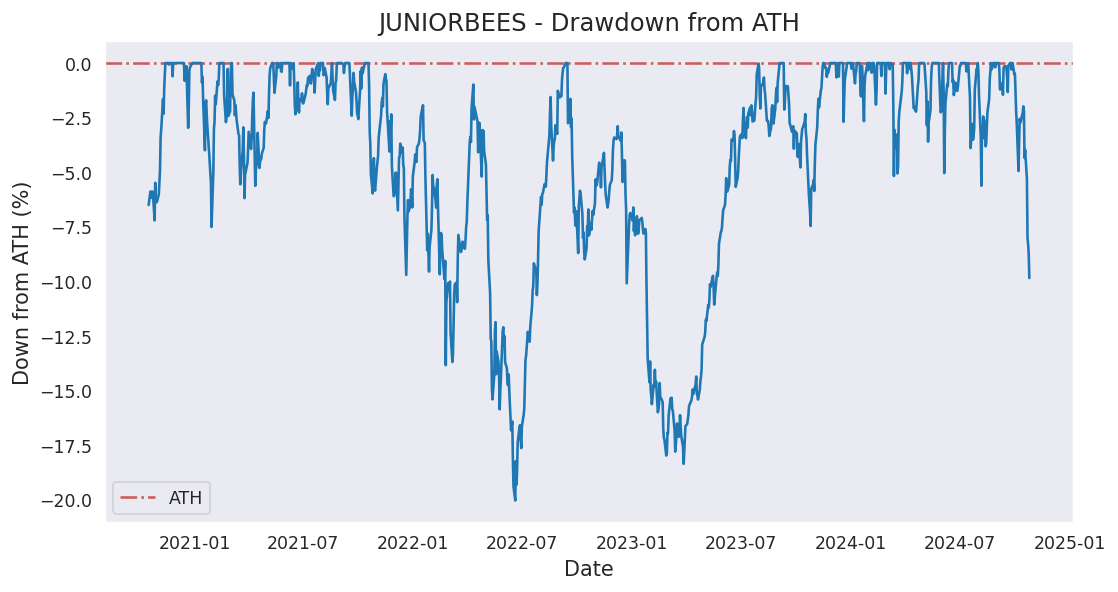 JUNIORBEES - Drawdown from ATH
Down from ATH (%)
0.0
−2.5
−5.0
−7.5
−10.0
−12.5
−15.0
−17.5
−20.0
ATH
2021-01 2021-07 2022-01 2022-07 2023-01 2023-07 2024-01 2024-07 2025-01
Date